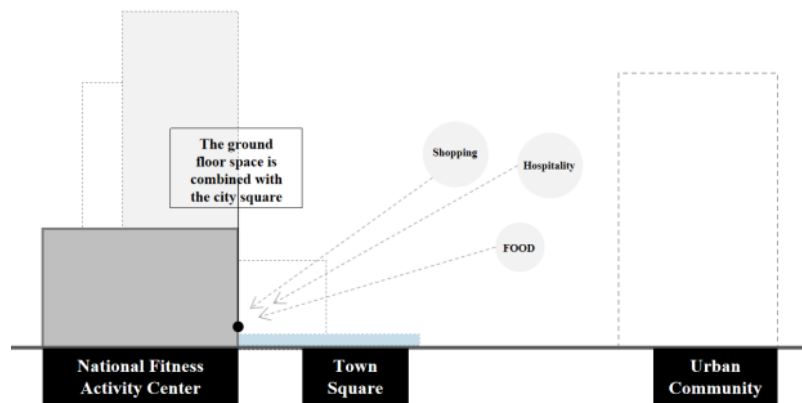 The ground
floor space is
combined with
the city square
Shopping
Hospitality
FOOD
National Fitness
Activity Center
Town
Square
Urban
Community